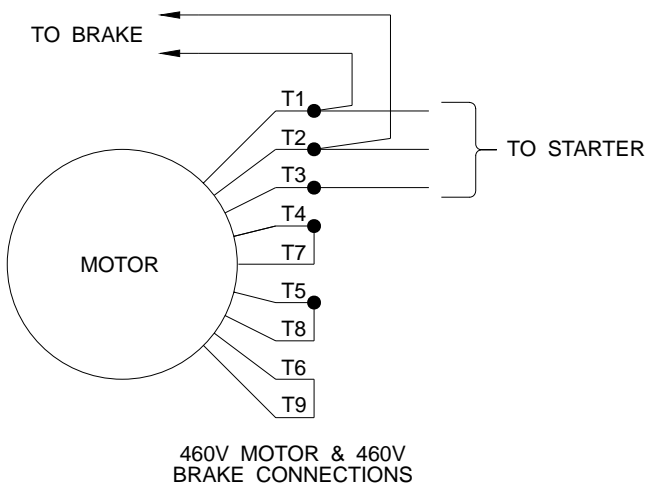 TO BRAKE
T1
T2
TO STARTER
T3
T4
MOTOR
T7
T5
T8
T6
T9
460V MOTOR & 460V
BRAKE CONNECTIONS